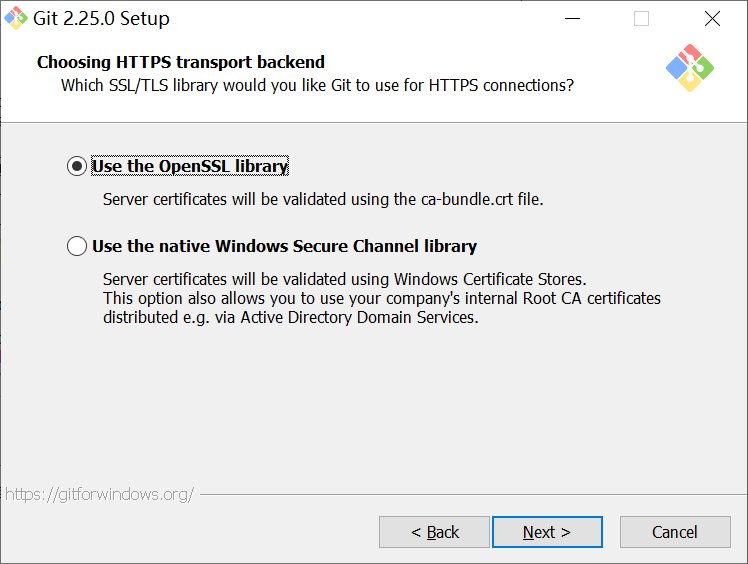 Git 2.25.0 Setup
Choosing HTTPS transport backend
Which SSL/TLS library would you like Git to use for HTTPS connections?
Use the OpenSSL library
Server certificates will be validated using the ca-bundle.crt file.
Use the native Windows Secure Channel library
Server certificates will be validated using Windows Certificate Stores.
This option also allows you to use your company's internal Root CA certificates
distributed e.g. via Active Directory Domain Services.
https://gitforwindows.org/
< Back
Next >
Cancel